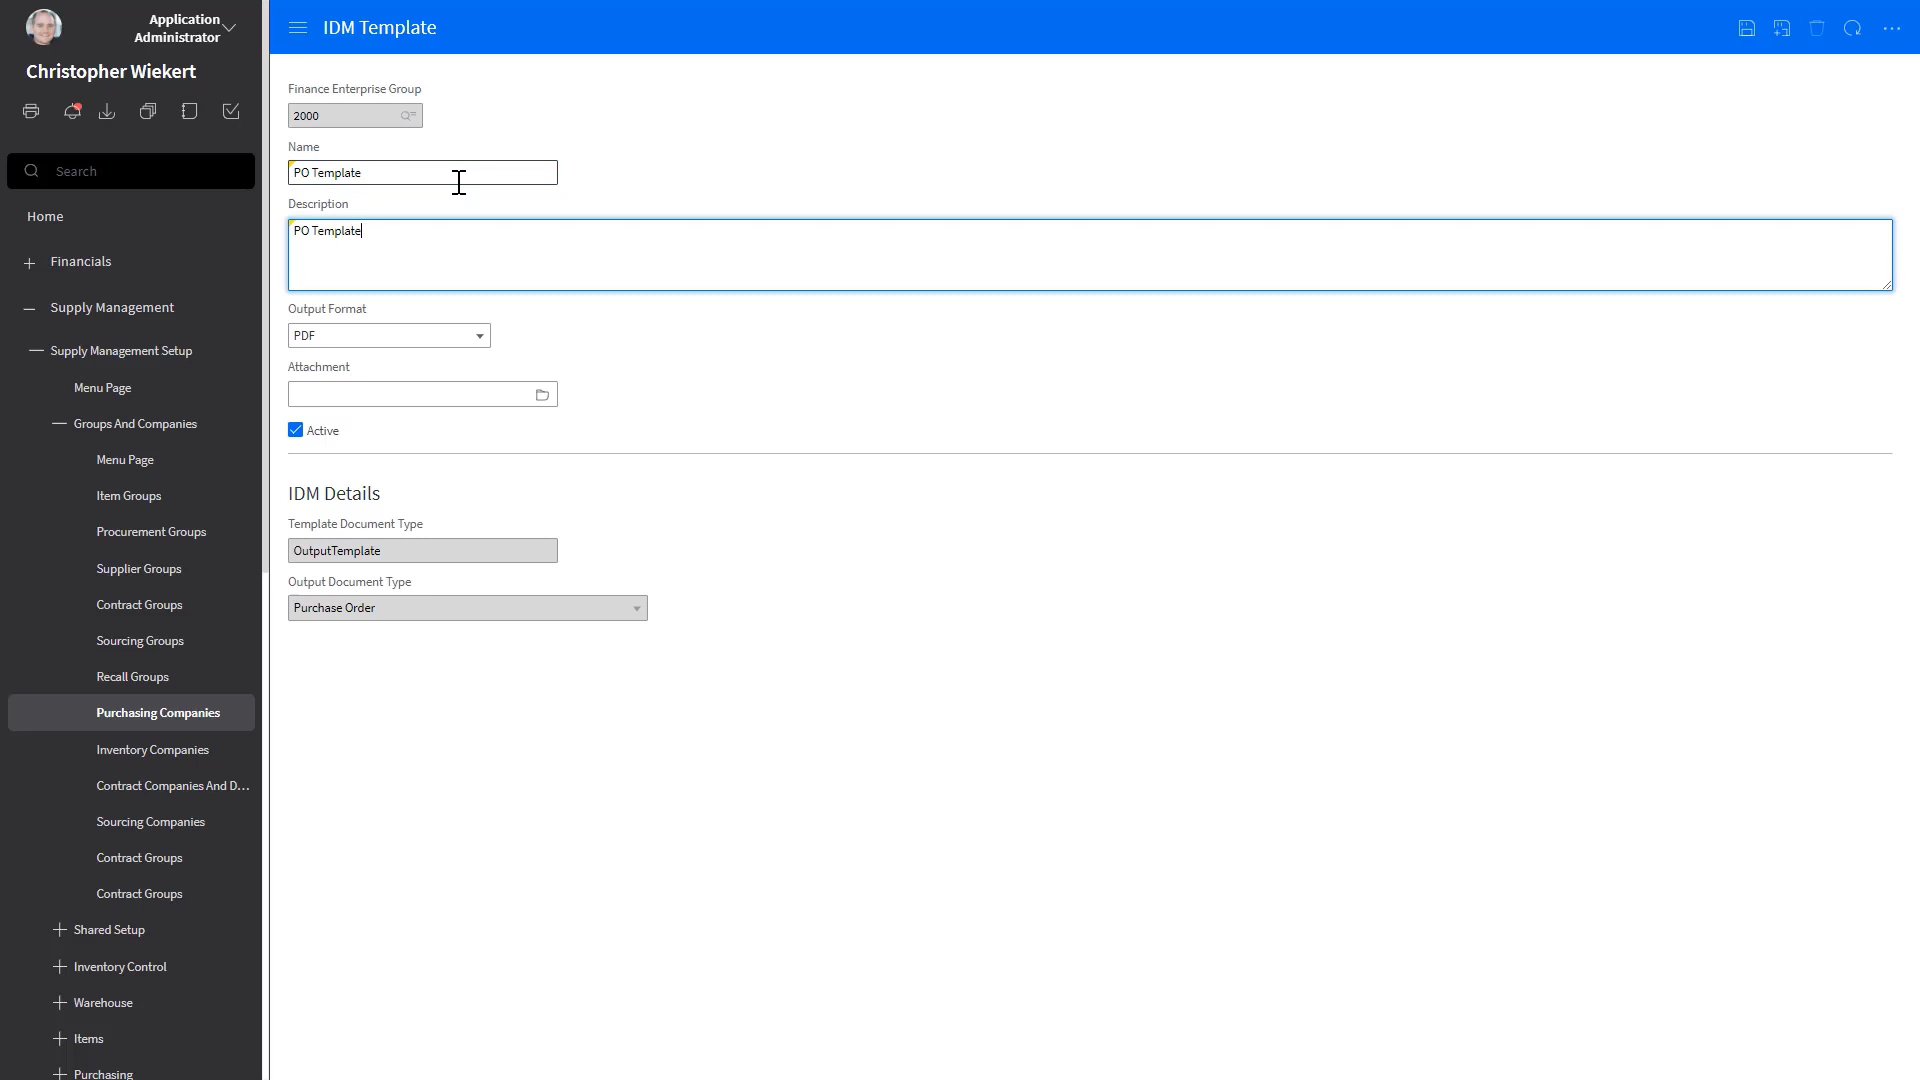 Application
Administrator
Christopher Wiekert
Search
Home
Financials
Supply Management
Supply Management Setup
Menu Page
Groups And Companies
Menu Page
Item Groups
Procurement Groups
Supplier Groups
Contract Groups
Sourcing Groups
Recall Groups
Purchasing Companies
Inventory Companies
Contract Companies And D...
Sourcing Companies
Contract Groups
Contract Groups
Shared Setup
Inventory Control
Warehouse
Items
Purchasing
IDM Template
Finance Enterprise Group
2000
Name
PO Template
Description
PO Template
Output Format
PDF
Attachment
Active
IDM Details
Template Document Type
OutputTemplate
Output Document Type
Purchase Order